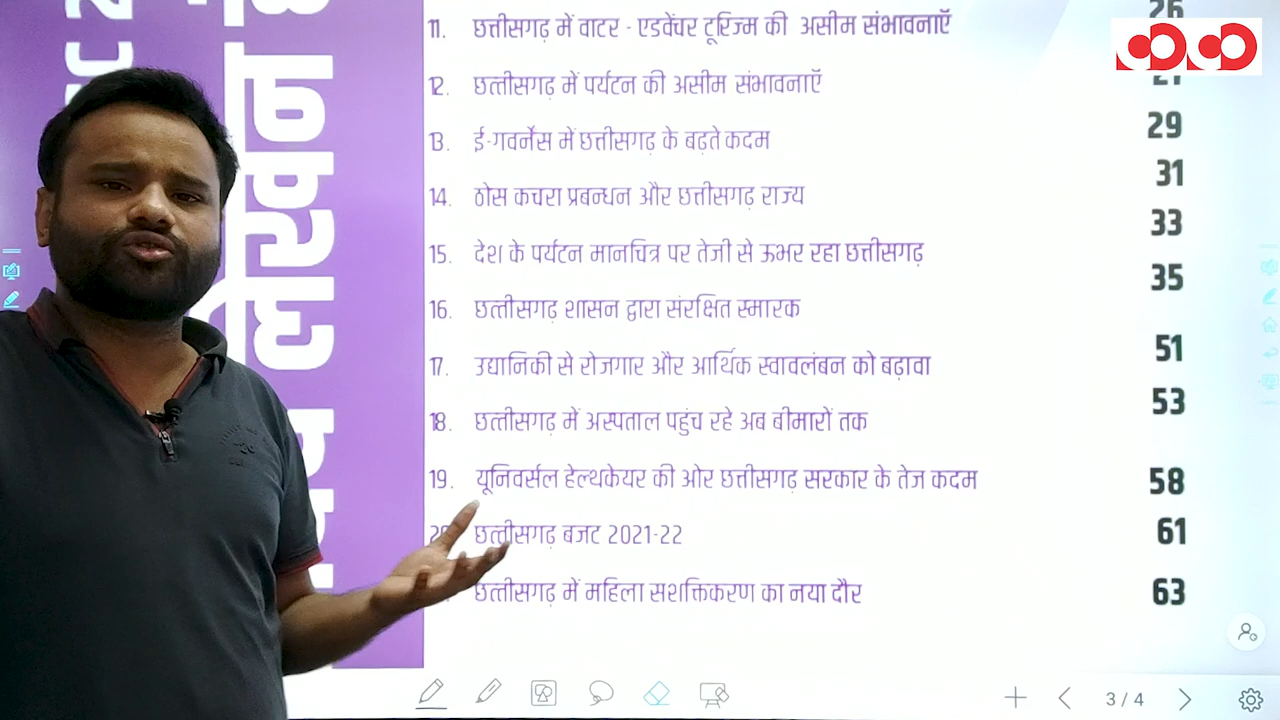 11. छत्तीसगढ़ में वाटर - एडवेंचर टूरिज्म की असीम संभावनाएँ 26
12. छत्तीसगढ़ में पर्यटन की असीम संभावनाएँ
13. ई-गवर्नेंस में छत्तीसगढ़ के बढ़ते कदम 29
14. ठोस कचरा प्रबन्धन और छत्तीसगढ़ राज्य 31
15. देश के पर्यटन मानचित्र पर तेजी से ऊभर रहा छत्तीसगढ़ 33
16. छत्तीसगढ़ शासन द्वारा संरक्षित स्मारक 35
17. उद्यानिकी से रोजगार और आर्थिक स्वावलंबन को बढ़ावा 51
18. छत्तीसगढ़ में अस्पताल पहुंच रहे अब बीमारों तक 53
19. यूनिवर्सल हेल्थकेयर की ओर छत्तीसगढ़ सरकार के तेज कदम 58
छत्तीसगढ़ बजट 2021-22 61
छत्तीसगढ़ में महिला सशक्तिकरण का नया दौर 63
लेखन
3 / 4